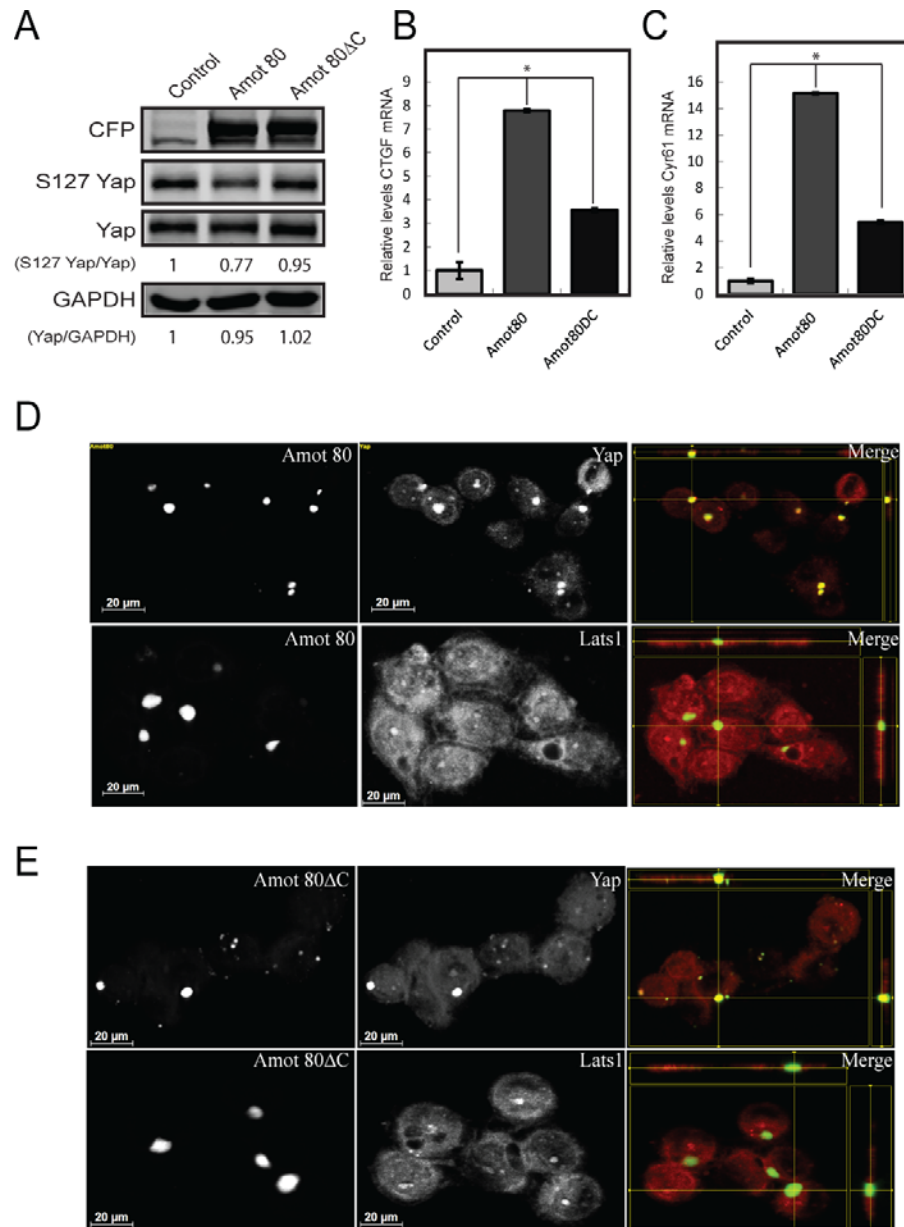 A
Control
Amot 80
Amot 80ΔC
CFP
S127 Yap
Yap
(S127 Yap/Yap) 1 0.77 0.95
GAPDH
(Yap/GAPDH) 1 0.95 1.02
B
Relative levels CTGF mRNA
9
8
7
6
5
4
3
2
1
0
*
Control
Amot80
Amot80DC
C
Relative levels Cyr61 mRNA
16
14
12
10
8
6
4
2
0
*
Control
Amot80
Amot80DC
D
Amot80
Amot 80
20 µm
Yap
Yap
20 µm
Merge
Amot 80
20 µm
Lats1
20 µm
Merge
E
Amot 80ΔC
20 µm
Yap
20 µm
Merge
Amot 80ΔC
20 µm
Lats1
20 µm
Merge